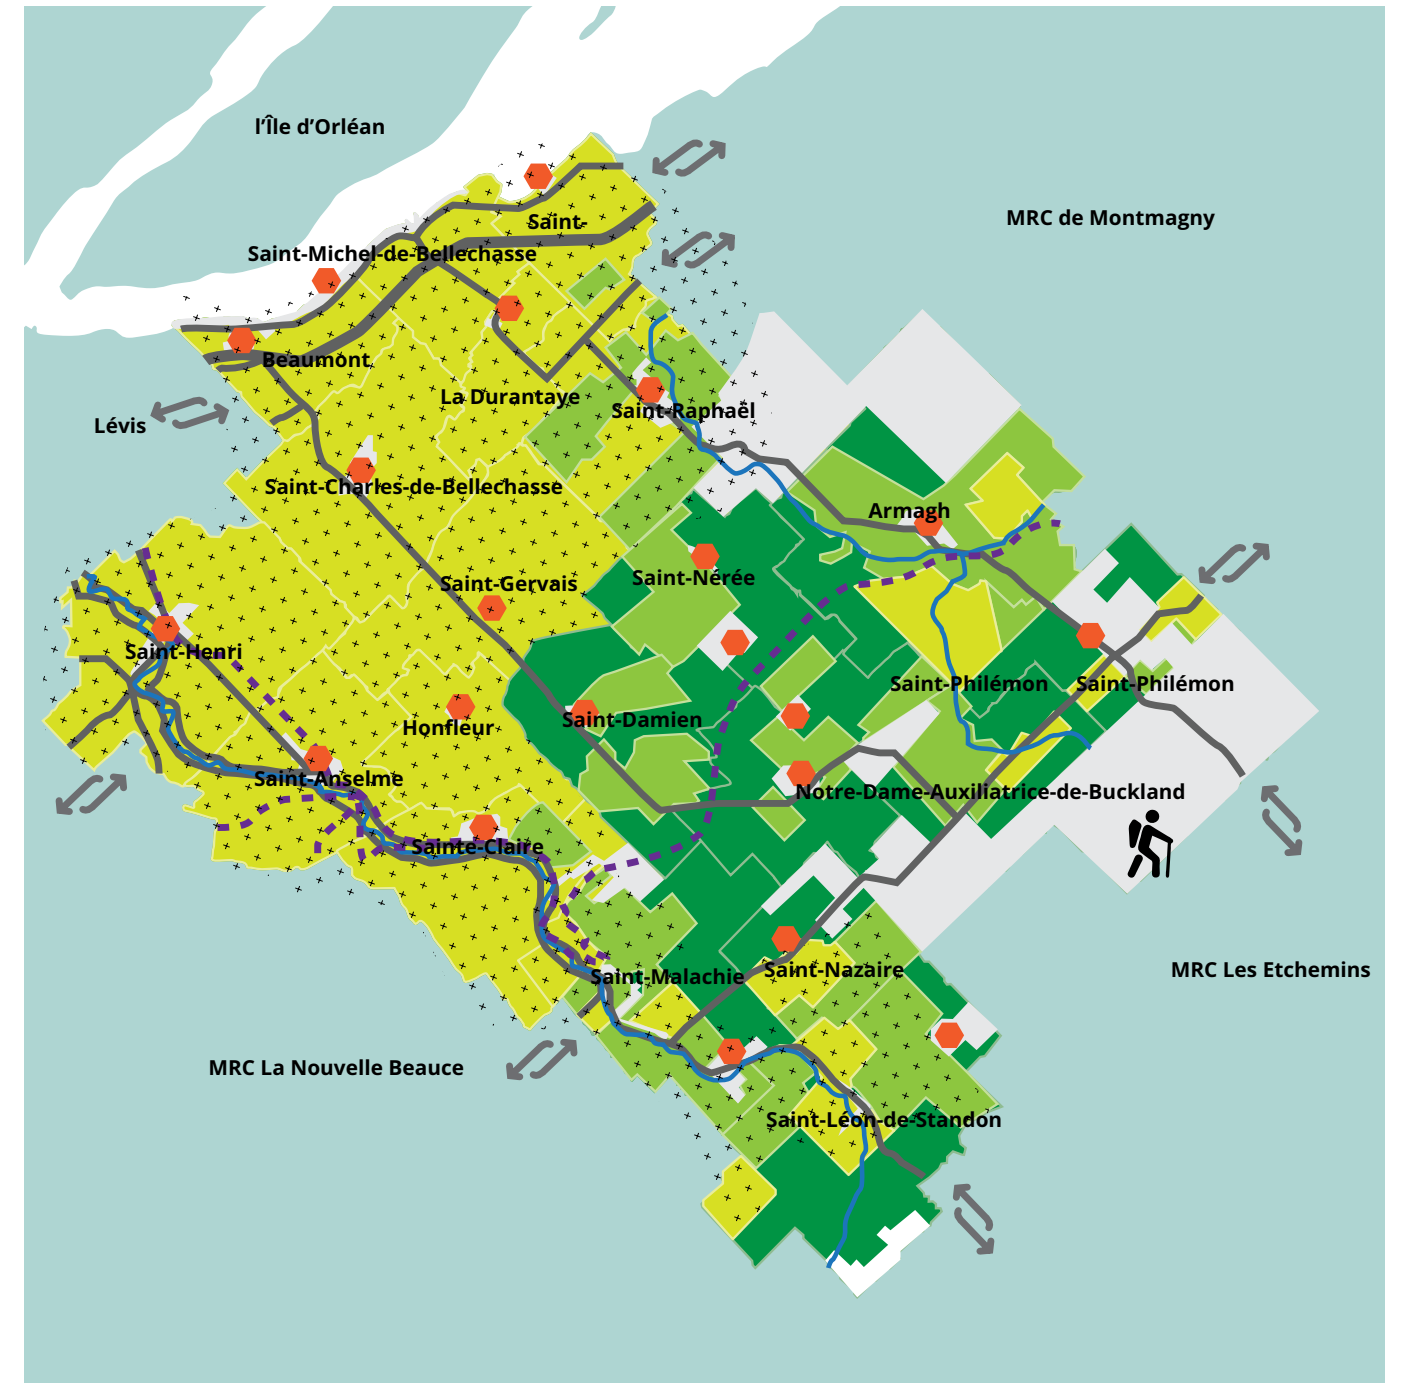 l’Île d’Orléan
MRC de Montmagny
Saint-
Saint-Michel-de-Bellechasse
Beaumont
La Durantaye
Saint-Raphaël
Lévis
Saint-Charles-de-Bellechasse
Armagh
Saint-Gervais
Saint-Nérée
Saint-Henri
Saint-Philémon
Saint-Philémon
Saint-Damien
Honfleur
Saint-Anselme
Notre-Dame-Auxiliatrice-de-Buckland
Sainte-Claire
Saint-Malachie
Saint-Nazaire
MRC Les Etchemins
MRC La Nouvelle Beauce
Saint-Léon-de-Standon